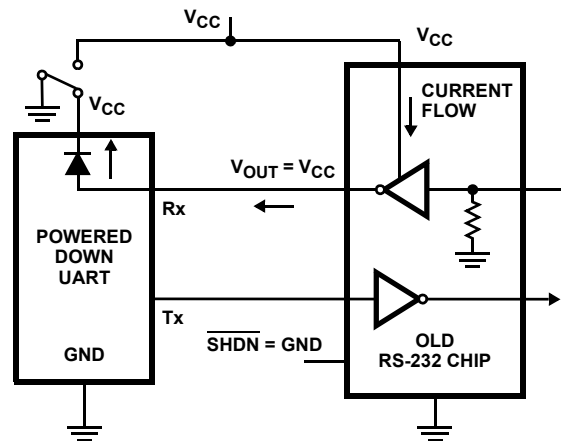 VCC
VCC
VCC
CURRENT
FLOW
VOUT = VCC
Rx
POWERED
DOWN
UART
Tx
SHDN = GND
OLD
RS-232 CHIP
GND